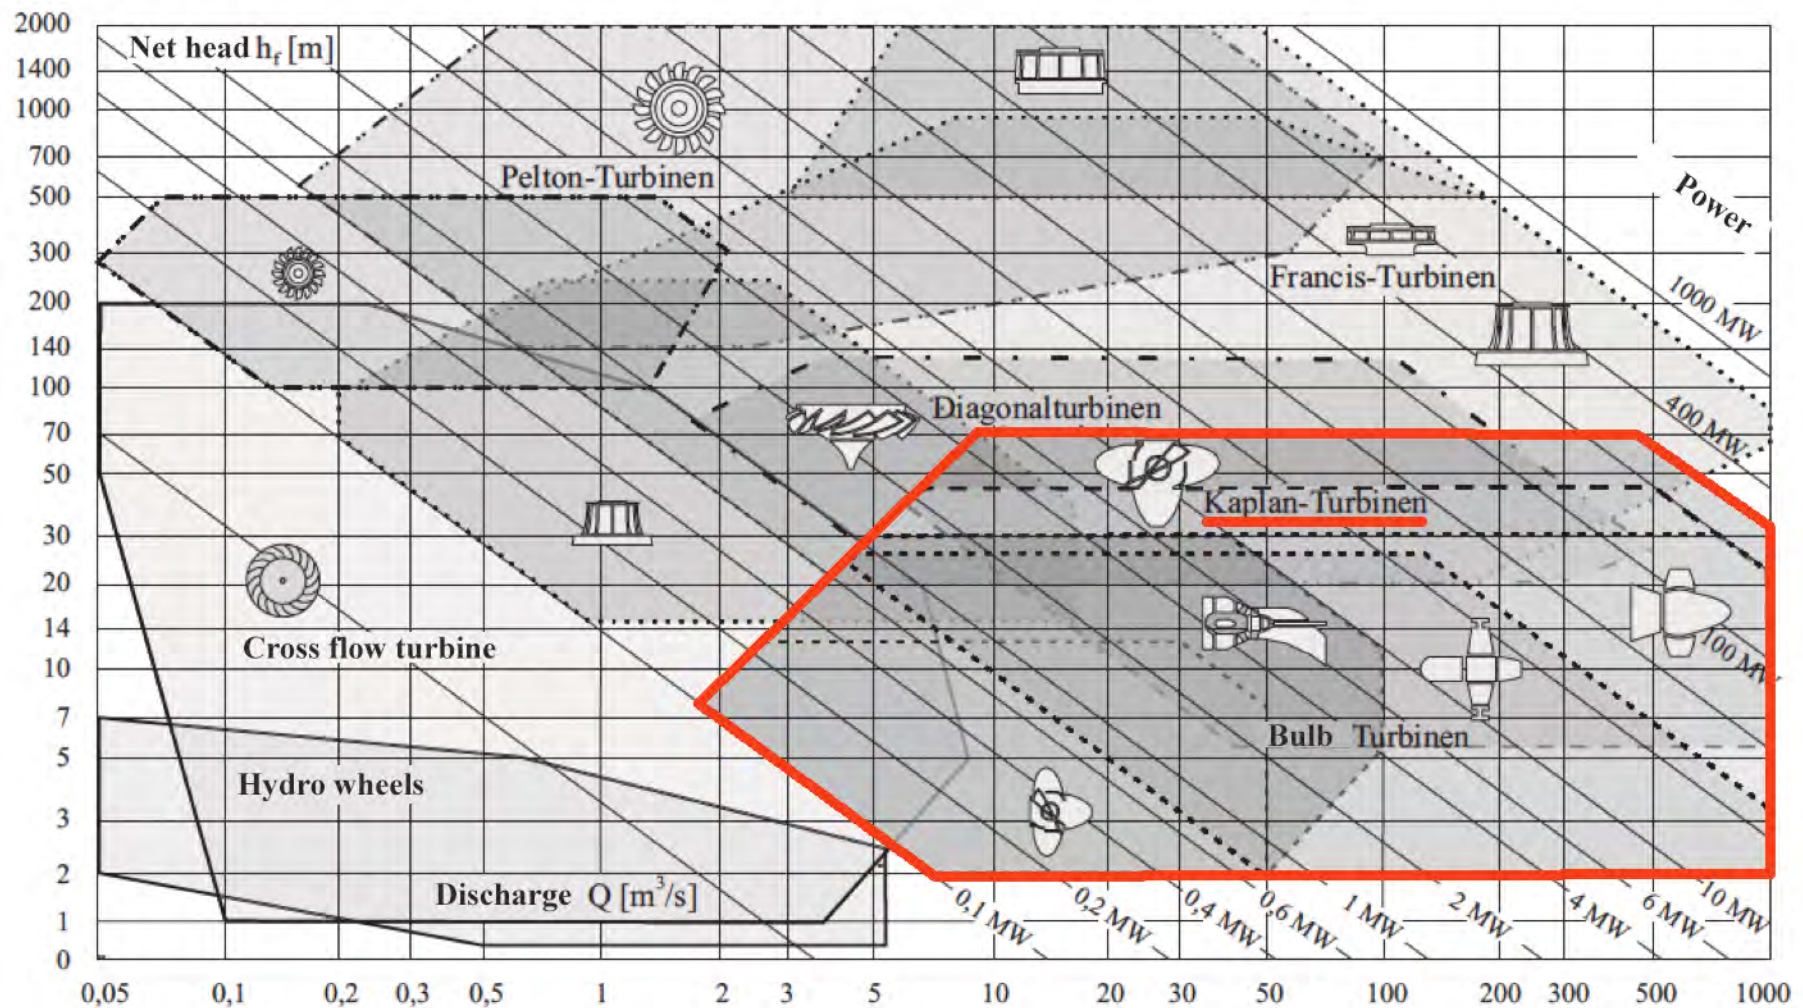 2000
1400
1000
700
500
300
200
140
100
70
50
30
20
14
10
7
5
3
2
1
0
Net head hf [m]
Pelton-Turbinen
Power
Francis-Turbinen
1000 MW
400 MW
Diagonalturbinen
Kaplan-Turbinen
100 MW
Cross flow turbine
Bulb Turbinen
Hydro wheels
Discharge Q [m³/s]
0,1 MW
0,2 MW
0,4 MW
0,6 MW
1 MW
2 MW
4 MW
6 MW
10 MW
0,05 0,1 0,2 0,3 0,5 1 2 3 5 10 20 30 50 100 200 300 500 1000